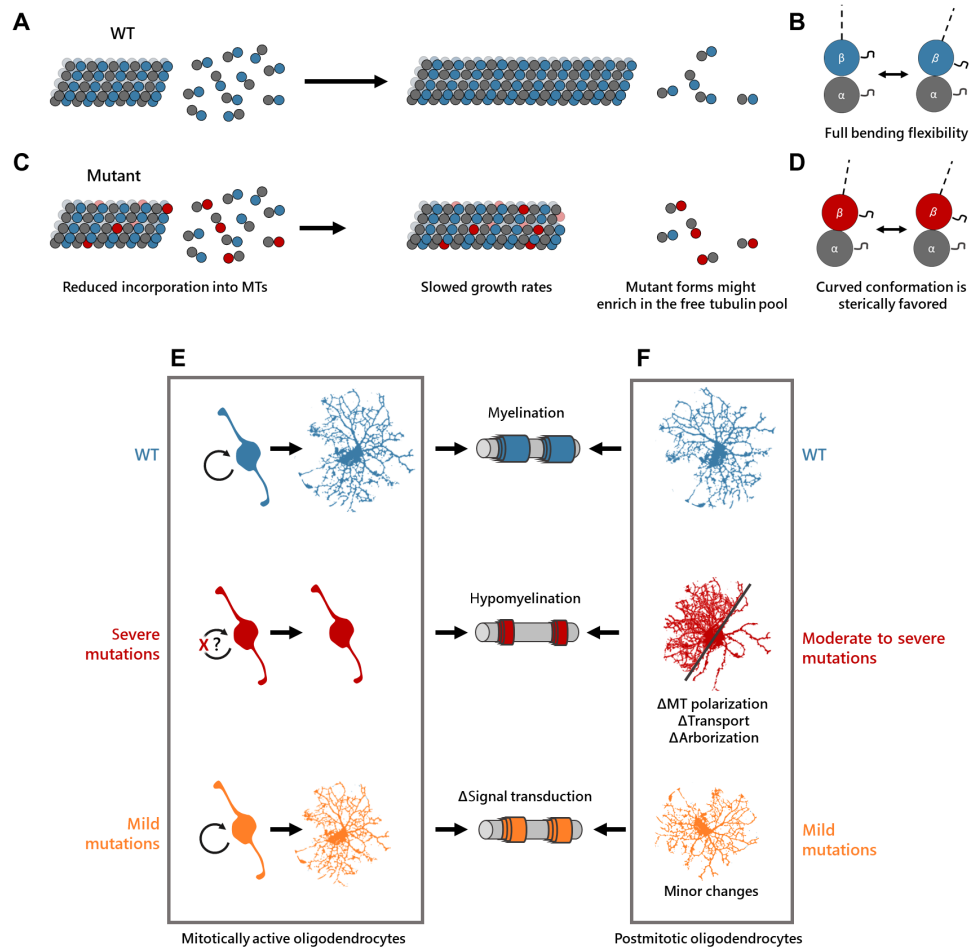 A
WT
B
β
β
α
α
Full bending flexibility
C
Mutant
D
β
β
α
α
Reduced incorporation into MTs
Slowed growth rates
Mutant forms might
enrich in the free tubulin pool
Curved conformation is
sterically favored
E
F
WT
Myelination
WT
Severe
mutations
X ?
Hypomyelination
Moderate to severe
mutations
ΔMT polarization
ΔTransport
ΔArborization
Mild
mutations
ΔSignal transduction
Mild
mutations
Minor changes
Mitotically active oligodendrocytes
Postmitotic oligodendrocytes